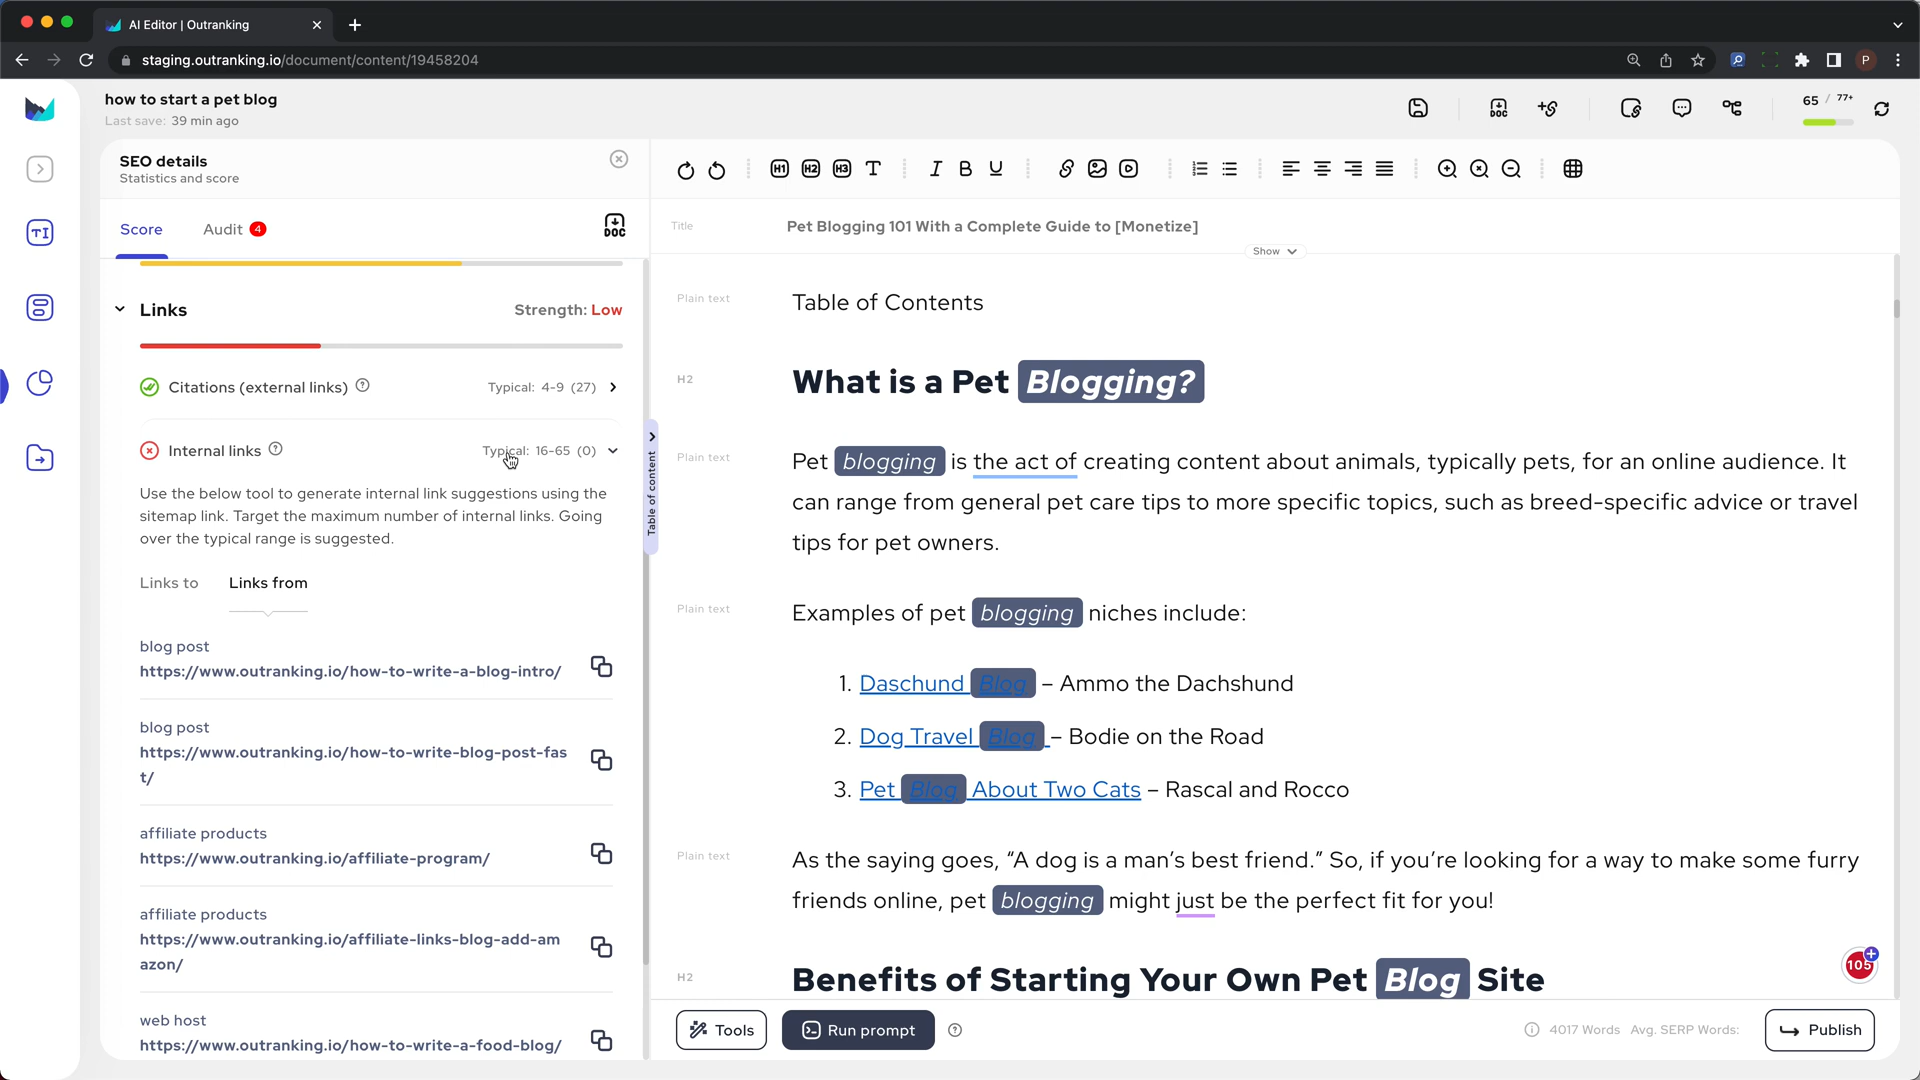 AI Editor | Outranking
staging.outranking.io/document/content/19458204
P
how to start a pet blog
Last save: 39 min ago
DOC
65 / 77+
SEO details
Statistics and score
Score
Audit 4
DOC
H1 H2 H3 T I B U
Title
Pet Blogging 101 With a Complete Guide to [Monetize]
Show
Links
Strength: Low
Citations (external links) ?
Typical: 4-9 (27)
Internal links ?
Typical: 16-65 (0)
Use the below tool to generate internal link suggestions using the
sitemap link. Target the maximum number of internal links. Going
over the typical range is suggested.
Links to
Links from
blog post
https://www.outranking.io/how-to-write-a-blog-intro/
blog post
https://www.outranking.io/how-to-write-blog-post-fas
t/
affiliate products
https://www.outranking.io/affiliate-program/
affiliate products
https://www.outranking.io/affiliate-links-blog-add-am
azon/
web host
https://www.outranking.io/how-to-write-a-food-blog/
Table of content
Plain text
Table of Contents
H2
What is a Pet Blogging?
Plain text
Pet blogging is the act of creating content about animals, typically pets, for an online audience. It
can range from general pet care tips to more specific topics, such as breed-specific advice or travel
tips for pet owners.
Plain text
Examples of pet blogging niches include:
1. Daschund Blog – Ammo the Dachshund
2. Dog Travel Blog – Bodie on the Road
3. Pet Blog About Two Cats – Rascal and Rocco
Plain text
As the saying goes, “A dog is a man’s best friend.” So, if you’re looking for a way to make some furry
friends online, pet blogging might just be the perfect fit for you!
H2
Benefits of Starting Your Own Pet Blog Site
105
Tools
Run prompt
?
4017 Words Avg. SERP Words:
Publish